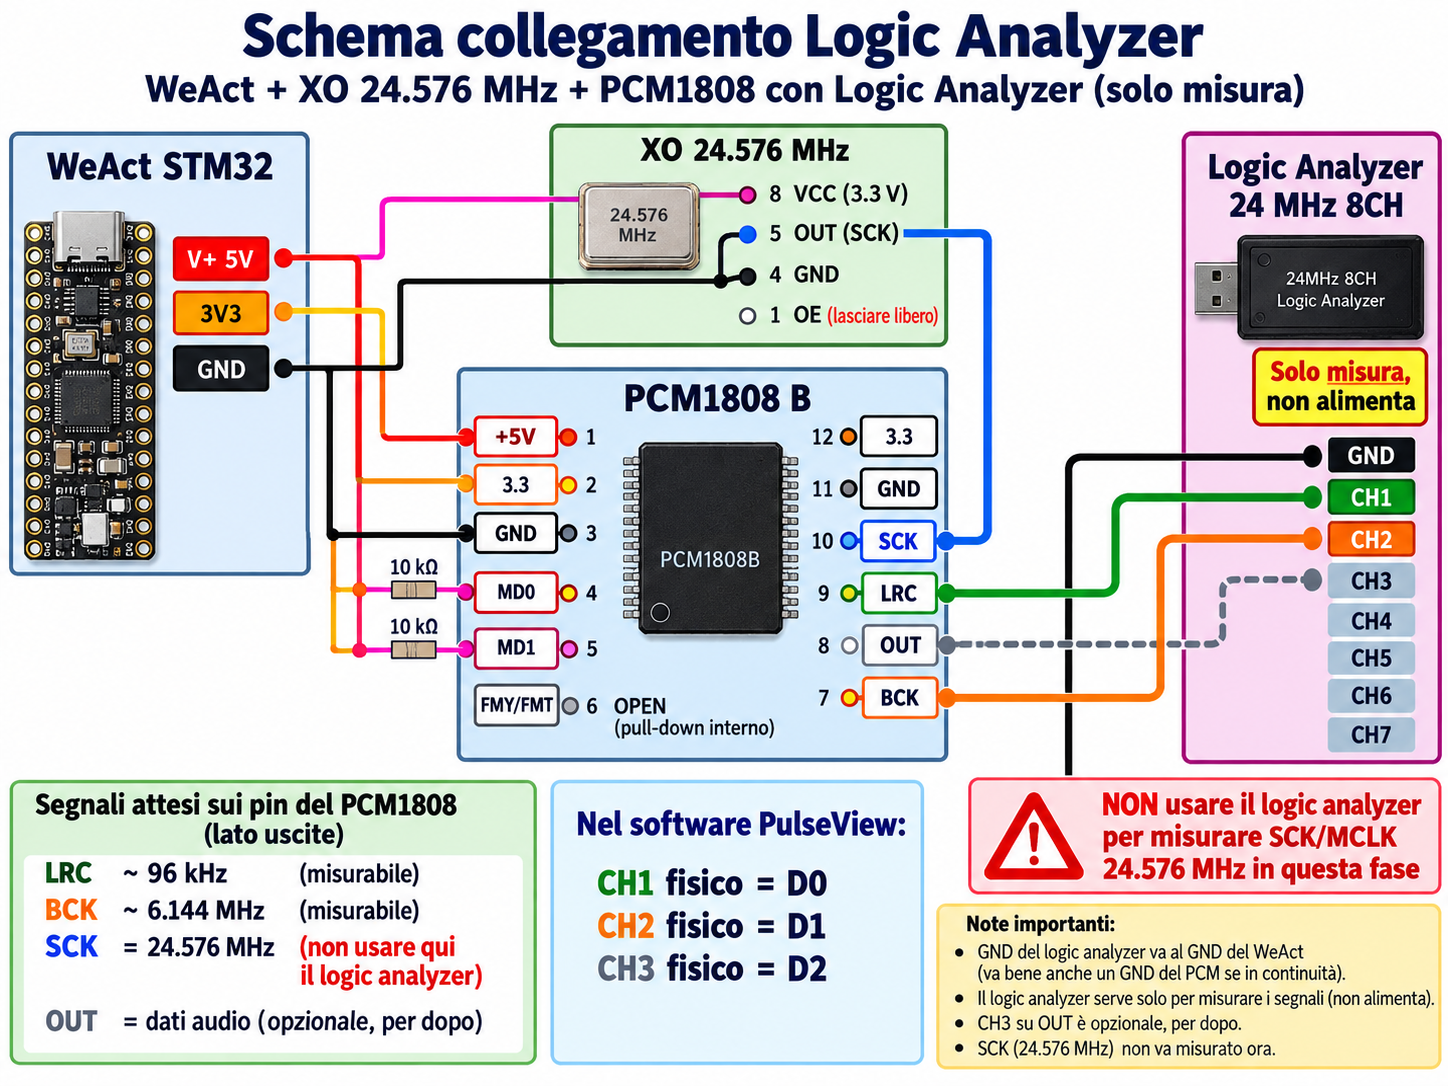 Schema collegamento Logic Analyzer
WeAct + XO 24.576 MHz + PCM1808 con Logic Analyzer (solo misura)
WeAct STM32
V+ 5V
3V3
GND
XO 24.576 MHz
24.576
MHz
8 VCC (3.3 V)
5 OUT (SCK)
4 GND
1 OE (lasciare libero)
Logic Analyzer
24 MHz 8CH
24MHz 8CH
Logic Analyzer
Solo misura,
non alimenta
GND
CH1
CH2
CH3
CH4
CH5
CH6
CH7
PCM1808 B
+5V 1
3.3 2
GND 3
10 kΩ
MD0 4
10 kΩ
MD1 5
FMY/FMT 6 OPEN
(pull-down interno)
PCM1808B
12 3.3
11 GND
10 SCK
9 LRC
8 OUT
7 BCK
Segnali attesi sui pin del PCM1808
(lato uscite)
LRC ~ 96 kHz (misurabile)
BCK ~ 6.144 MHz (misurabile)
SCK = 24.576 MHz (non usare qui
il logic analyzer)
OUT = dati audio (opzionale, per dopo)
Nel software PulseView:
CH1 fisico = D0
CH2 fisico = D1
CH3 fisico = D2
NON usare il logic analyzer
per misurare SCK/MCLK
24.576 MHz in questa fase
Note importanti:
• GND del logic analyzer va al GND del WeAct
(va bene anche un GND del PCM se in continuità).
• Il logic analyzer serve solo per misurare i segnali (non alimenta).
• CH3 su OUT è opzionale, per dopo.
• SCK (24.576 MHz) non va misurato ora.